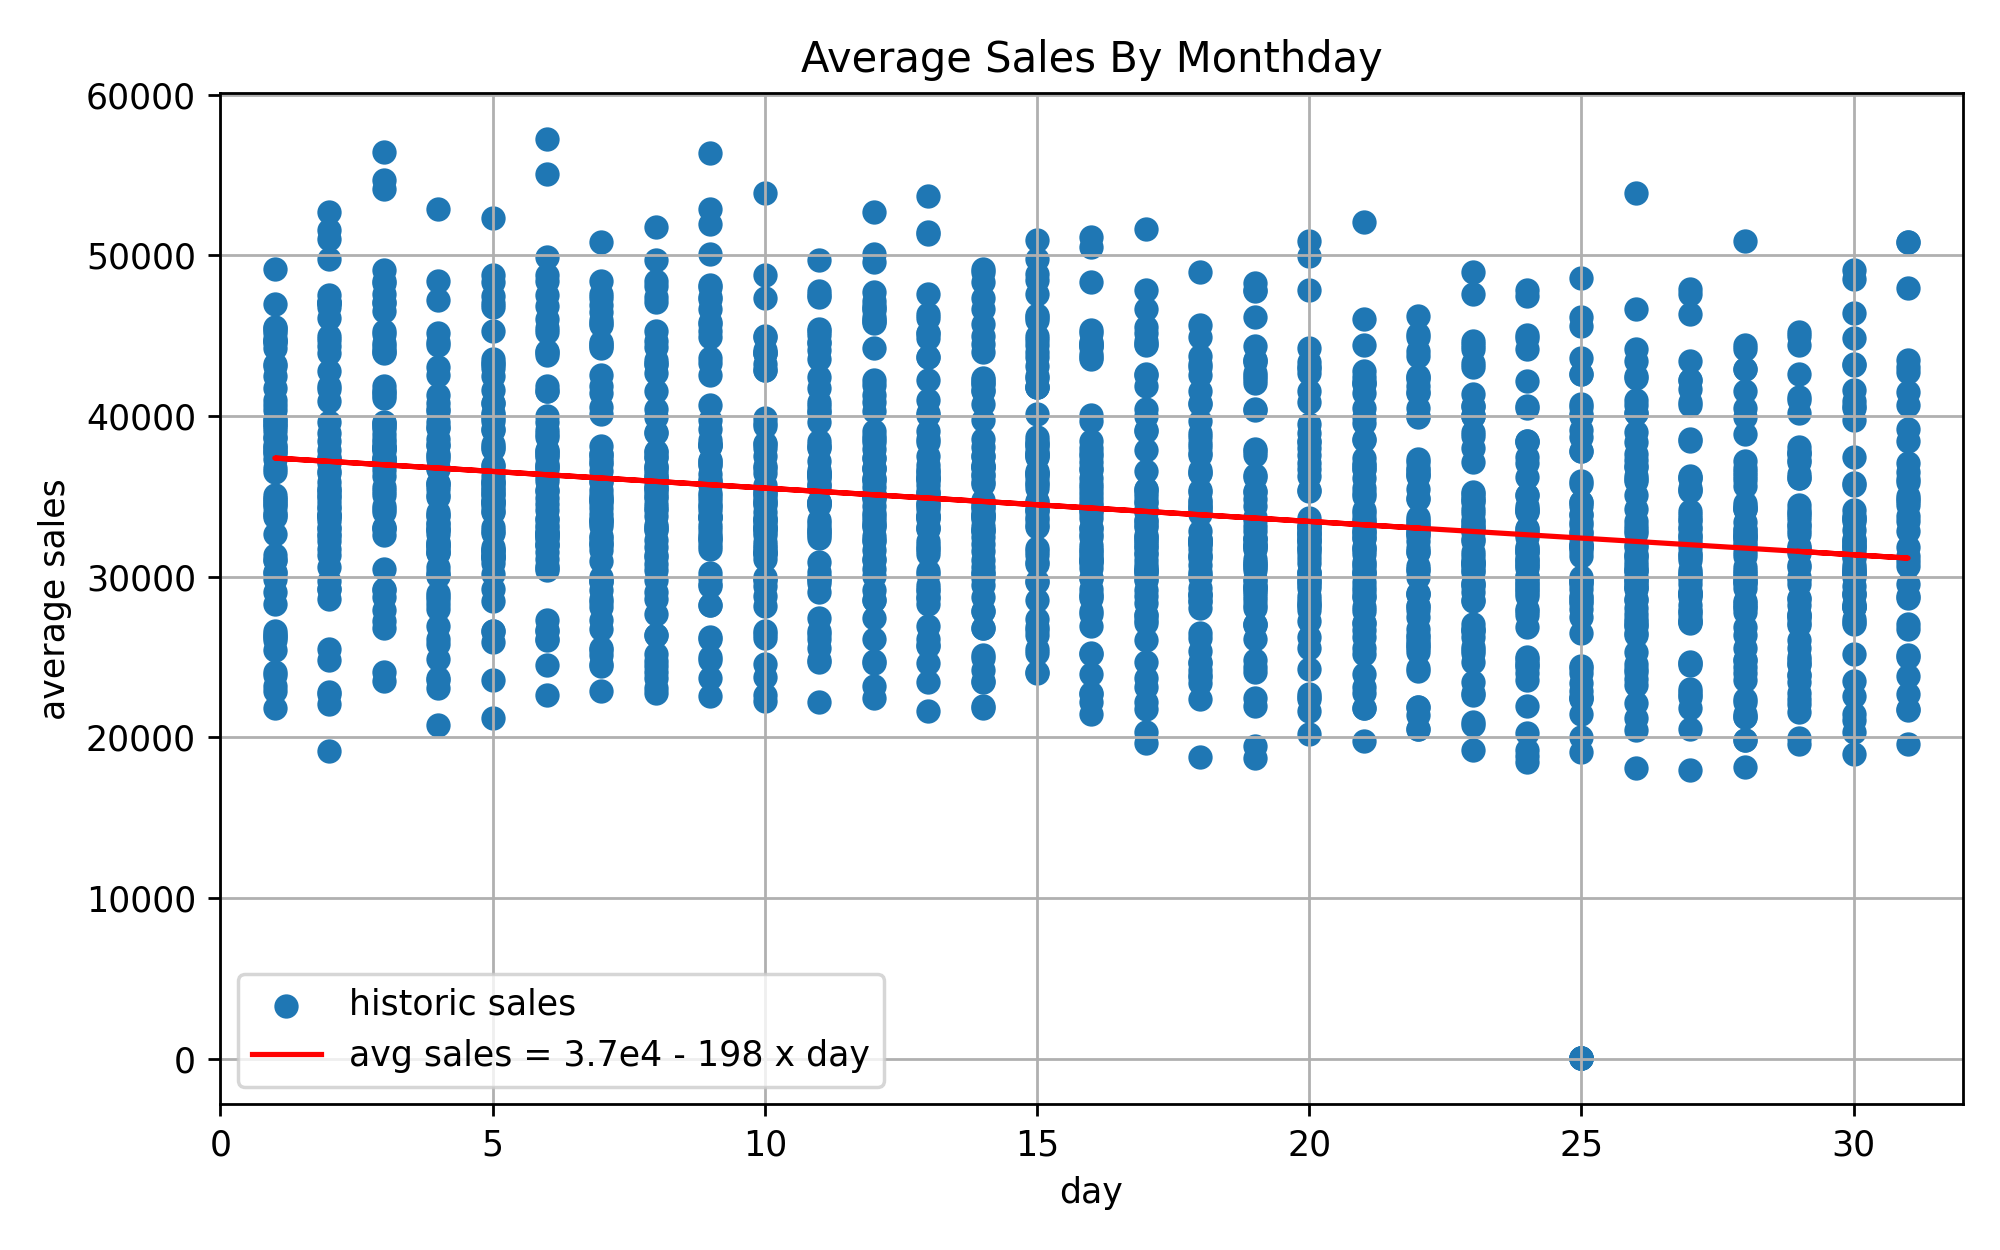 Average Sales By Monthday
60000
50000
40000
30000
20000
10000
0
average sales
historic sales
avg sales = 3.7e4 - 198 x day
0 5 10 15 20 25 30
day